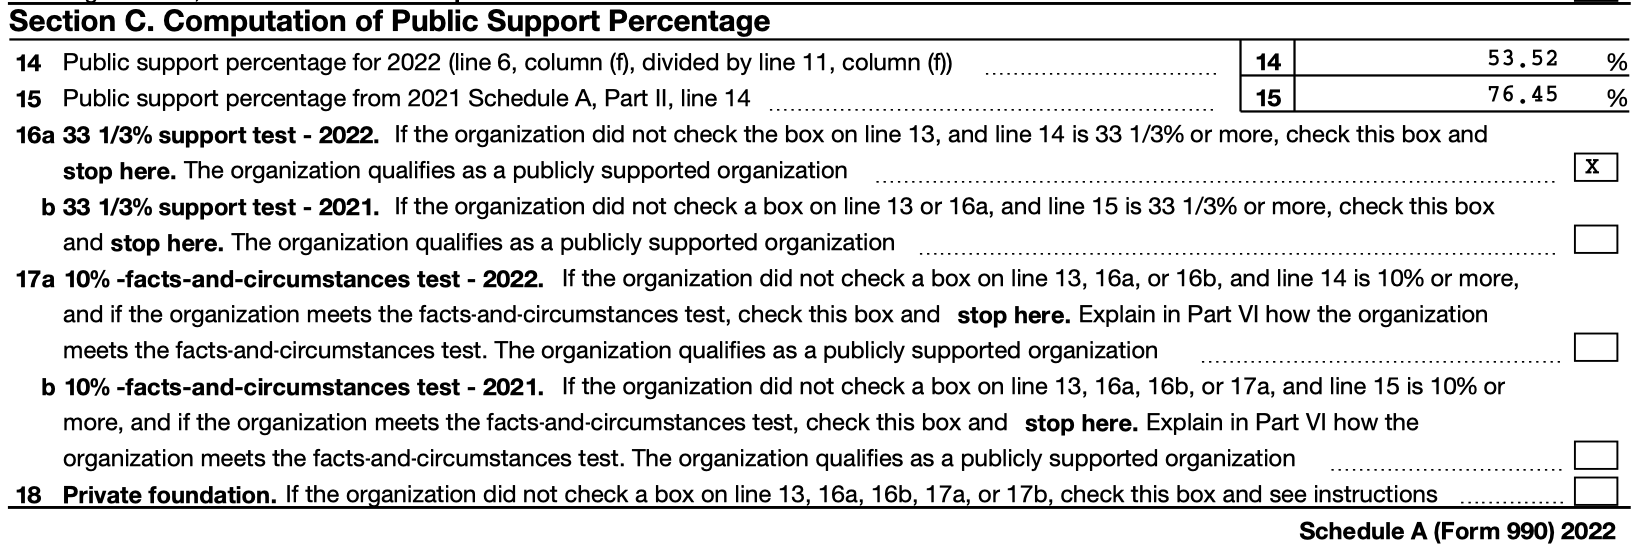 Section C. Computation of Public Support Percentage
14 Public support percentage for 2022 (line 6, column (f), divided by line 11, column (f)) 14 53.52 %
15 Public support percentage from 2021 Schedule A, Part II, line 14 15 76.45 %
16a 33 1/3% support test - 2022. If the organization did not check the box on line 13, and line 14 is 33 1/3% or more, check this box and
stop here. The organization qualifies as a publicly supported organization X
b 33 1/3% support test - 2021. If the organization did not check a box on line 13 or 16a, and line 15 is 33 1/3% or more, check this box
and stop here. The organization qualifies as a publicly supported organization
17a 10% -facts-and-circumstances test - 2022. If the organization did not check a box on line 13, 16a, or 16b, and line 14 is 10% or more,
and if the organization meets the facts-and-circumstances test, check this box and stop here. Explain in Part VI how the organization
meets the facts-and-circumstances test. The organization qualifies as a publicly supported organization
b 10% -facts-and-circumstances test - 2021. If the organization did not check a box on line 13, 16a, 16b, or 17a, and line 15 is 10% or
more, and if the organization meets the facts-and-circumstances test, check this box and stop here. Explain in Part VI how the
organization meets the facts-and-circumstances test. The organization qualifies as a publicly supported organization
18 Private foundation. If the organization did not check a box on line 13, 16a, 16b, 17a, or 17b, check this box and see instructions
Schedule A (Form 990) 2022